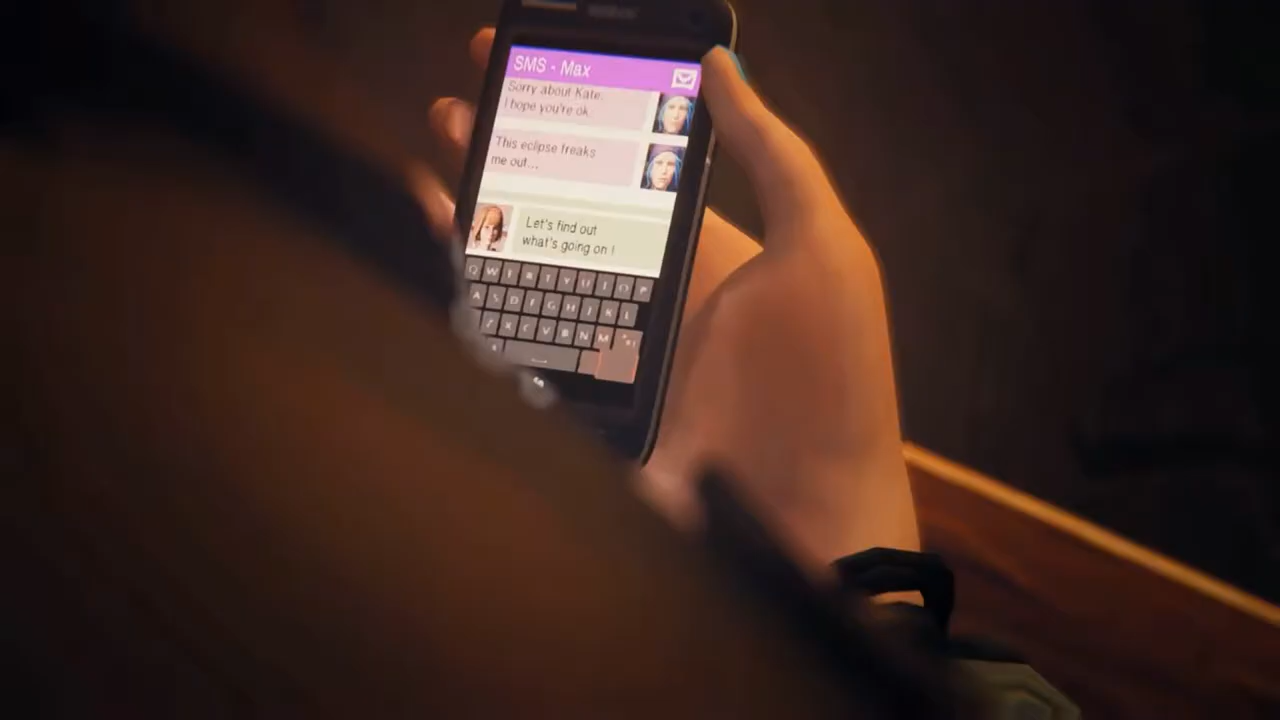 SMS - Max
Sorry about Kate.
I hope you're ok.
This eclipse freaks
me out...
Let's find out
what's going on !
Q W E R T Y U I O P
A S D F G H J K L
Z X C V B N M